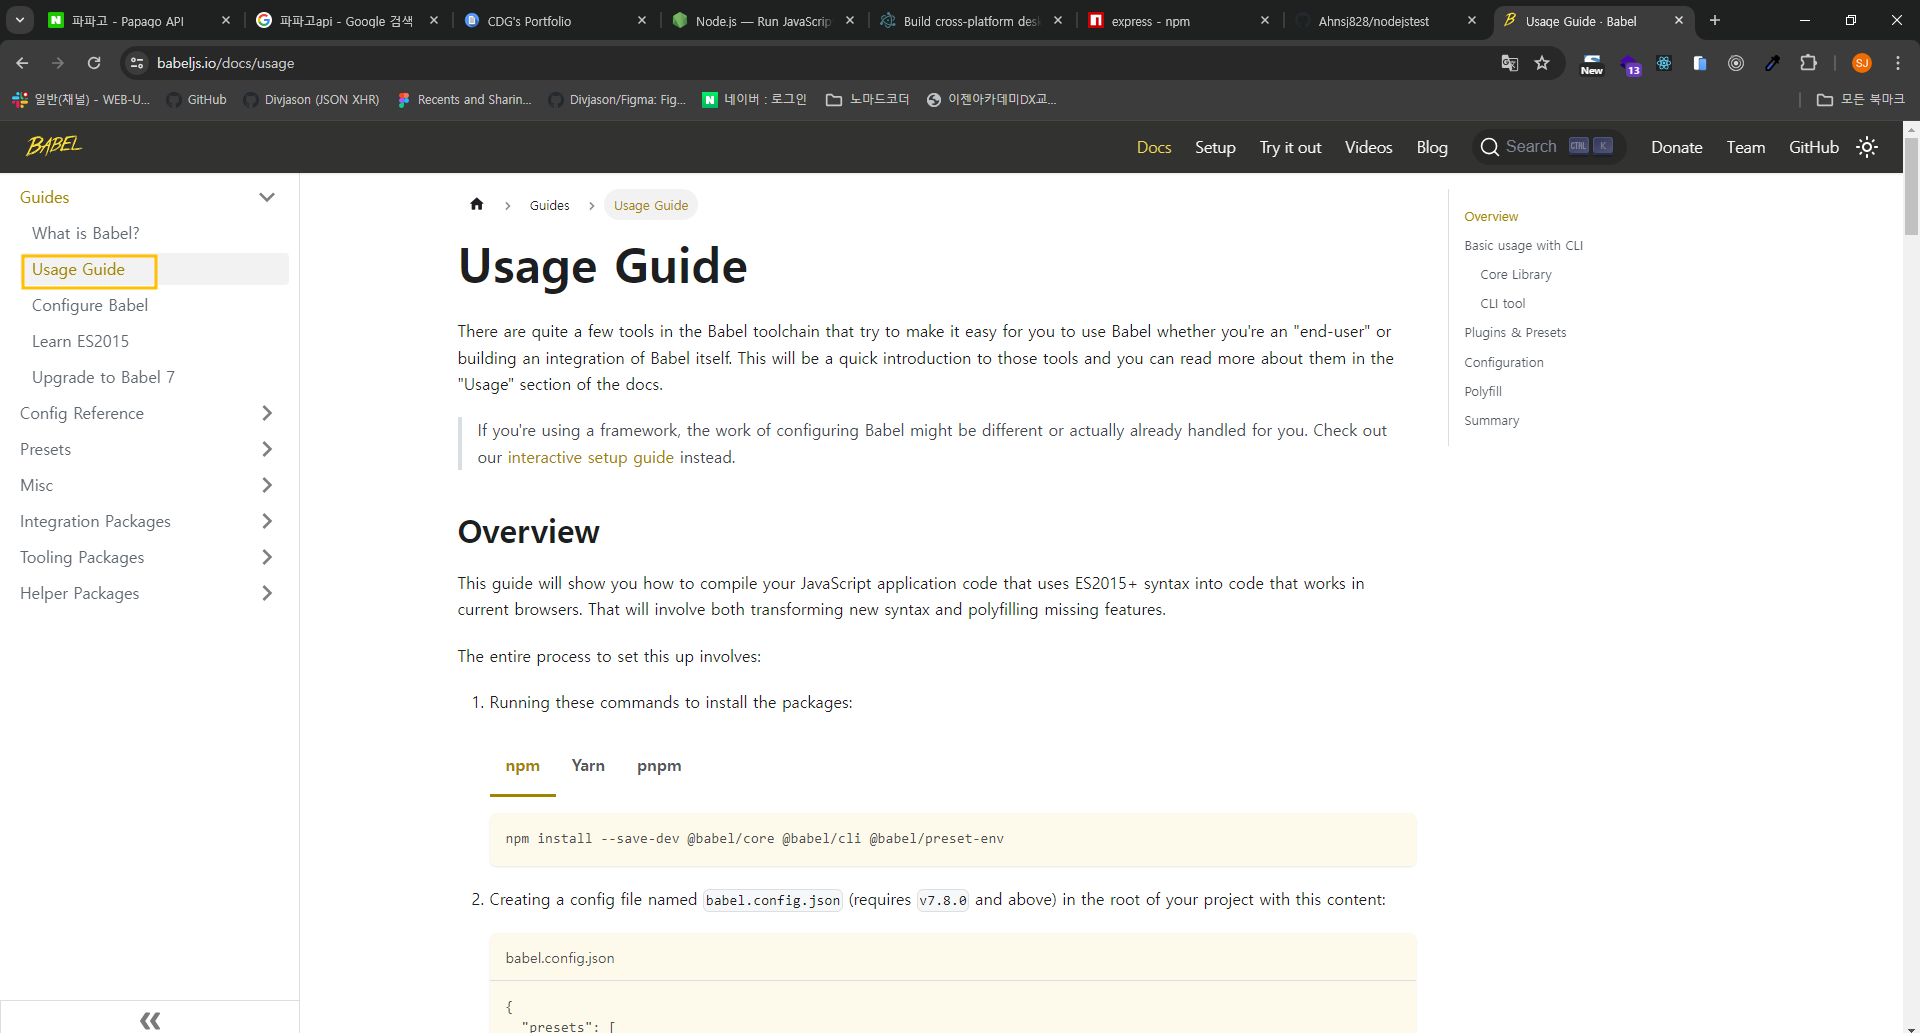 파파고 - Papago API
파파고api - Google 검색
CDG's Portfolio
Node.js — Run JavaScrip
Build cross-platform des
express - npm
Ahnsj828/nodejstest
Usage Guide · Babel
babeljs.io/docs/usage
New
13
SJ
일반(채널) - WEB-U...
GitHub
Divjason (JSON XHR)
Recents and Sharin...
Divjason/Figma: Fig...
네이버 : 로그인
노마드코더
이젠아카데미DX교...
모든 북마크
BABEL
Docs
Setup
Try it out
Videos
Blog
Search
CTRL
K
Donate
Team
GitHub
Guides
What is Babel?
Usage Guide
Configure Babel
Learn ES2015
Upgrade to Babel 7
Config Reference
Presets
Misc
Integration Packages
Tooling Packages
Helper Packages
Guides
Usage Guide
Usage Guide
There are quite a few tools in the Babel toolchain that try to make it easy for you to use Babel whether you're an "end-user" or
building an integration of Babel itself. This will be a quick introduction to those tools and you can read more about them in the
"Usage" section of the docs.
If you're using a framework, the work of configuring Babel might be different or actually already handled for you. Check out
our interactive setup guide instead.
Overview
This guide will show you how to compile your JavaScript application code that uses ES2015+ syntax into code that works in
current browsers. That will involve both transforming new syntax and polyfilling missing features.
The entire process to set this up involves:
1. Running these commands to install the packages:
npm
Yarn
pnpm
npm install --save-dev @babel/core @babel/cli @babel/preset-env
2. Creating a config file named babel.config.json (requires v7.8.0 and above) in the root of your project with this content:
babel.config.json
{
"presets": [
Overview
Basic usage with CLI
Core Library
CLI tool
Plugins & Presets
Configuration
Polyfill
Summary